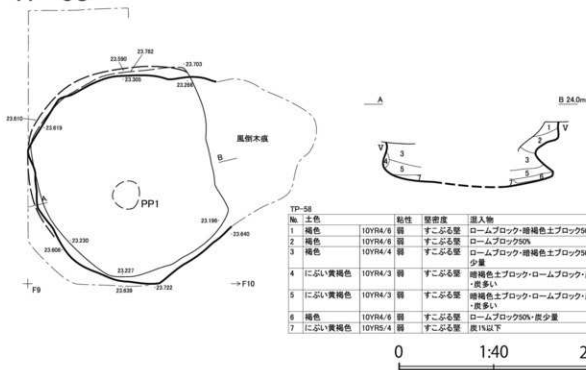 23.782
23.590
23.703
23.305
23.298
23.610
23.619
風倒木痕
A
B
PP1
23.198
23.640
23.230
23.608
23.227
23.639
23.722
F9
F10
A
B 24.0m
V
1
2
V
3
3
4
5
5
6
7
7
TP-58
No. 土色 粘性 堅密度 混入物
1 褐色 10YR4/6 弱 すこぶる堅 ロームブロック・暗褐色土ブロック
2 褐色 10YR4/6 弱 すこぶる堅 ロームブロック50%
3 褐色 10YR4/4 弱 すこぶる堅 ロームブロック・暗褐色土ブロック
少量
4 にぶい黄褐色 10YR4/3 弱 すこぶる堅 暗褐色土ブロック・ロームブロック・
・炭多い
5 にぶい黄褐色 10YR4/3 弱 すこぶる堅 暗褐色土ブロック・ロームブロック・
・炭多い
6 褐色 10YR4/6 弱 すこぶる堅 ロームブロック50%・炭少量
7 にぶい黄褐色 10YR5/4 弱 すこぶる堅 炭1%以下
0 1:40 2